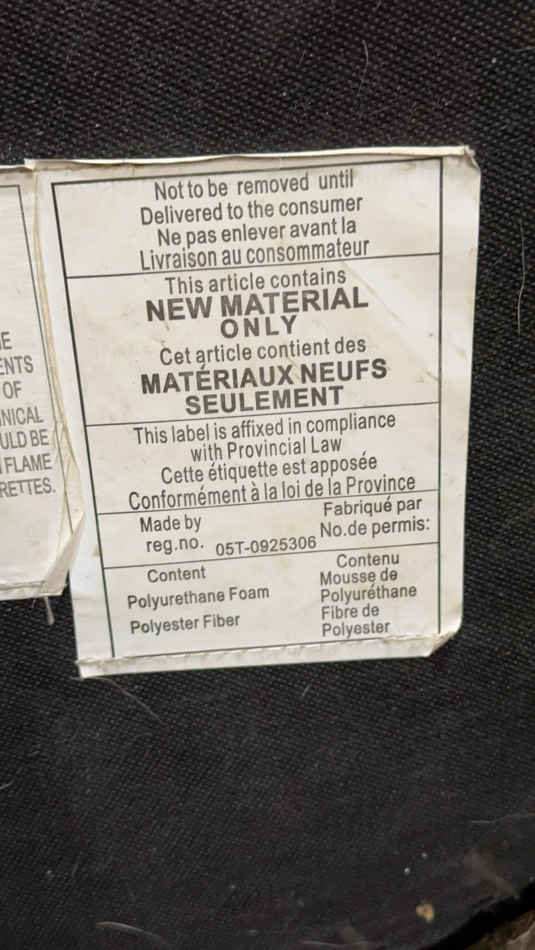 E
ENTS
OF
NICAL
ULD BE
FLAME
RETTES.
Not to be removed until
Delivered to the consumer
Ne pas enlever avant la
Livraison au consommateur
This article contains
NEW MATERIAL
ONLY
Cet article contient des
MATÉRIAUX NEUFS
SEULEMENT
This label is affixed in compliance
with Provincial Law
Cette étiquette est apposée
Conformément à la loi de la Province
Made by Fabriqué par
reg.no. 05T-0925306 No.de permis:
Content Contenu
Polyurethane Foam Mousse de
Polyuréthane
Polyester Fiber Fibre de
Polyester